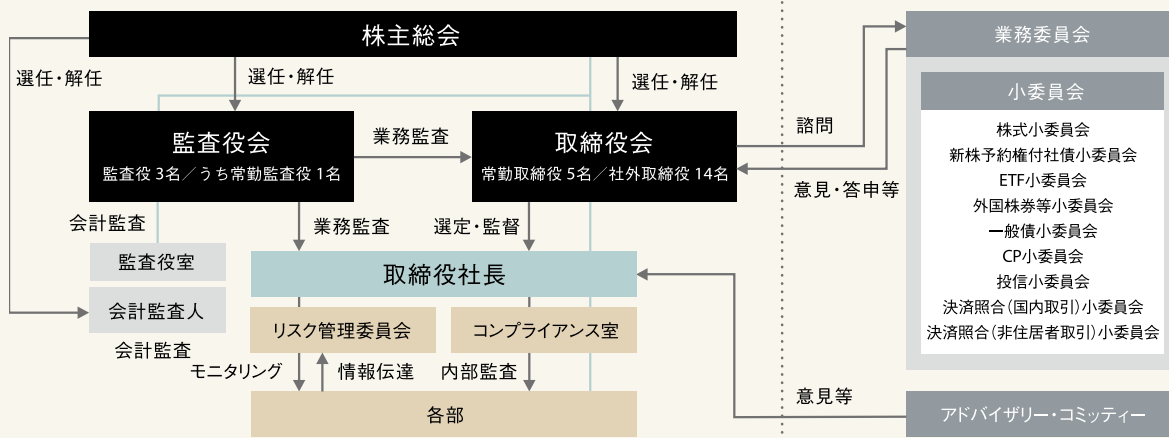 株主総会
選任・解任
選任・解任
選任・解任
監査役会
監査役 3名／うち常勤監査役 1名
業務監査
取締役会
常勤取締役 5名／社外取締役 14名
諮問
意見・答申等
業務委員会
小委員会
株式小委員会
新株予約権付社債小委員会
ETF小委員会
外国株券等小委員会
一般債小委員会
CP小委員会
投信小委員会
決済照合（国内取引）小委員会
決済照合（非住居者取引）小委員会
会計監査
業務監査
選定・監督
監査役室
取締役社長
会計監査人
会計監査
リスク管理委員会
コンプライアンス室
モニタリング
情報伝達
内部監査
各部
意見等
アドバイザリー・コミッティー